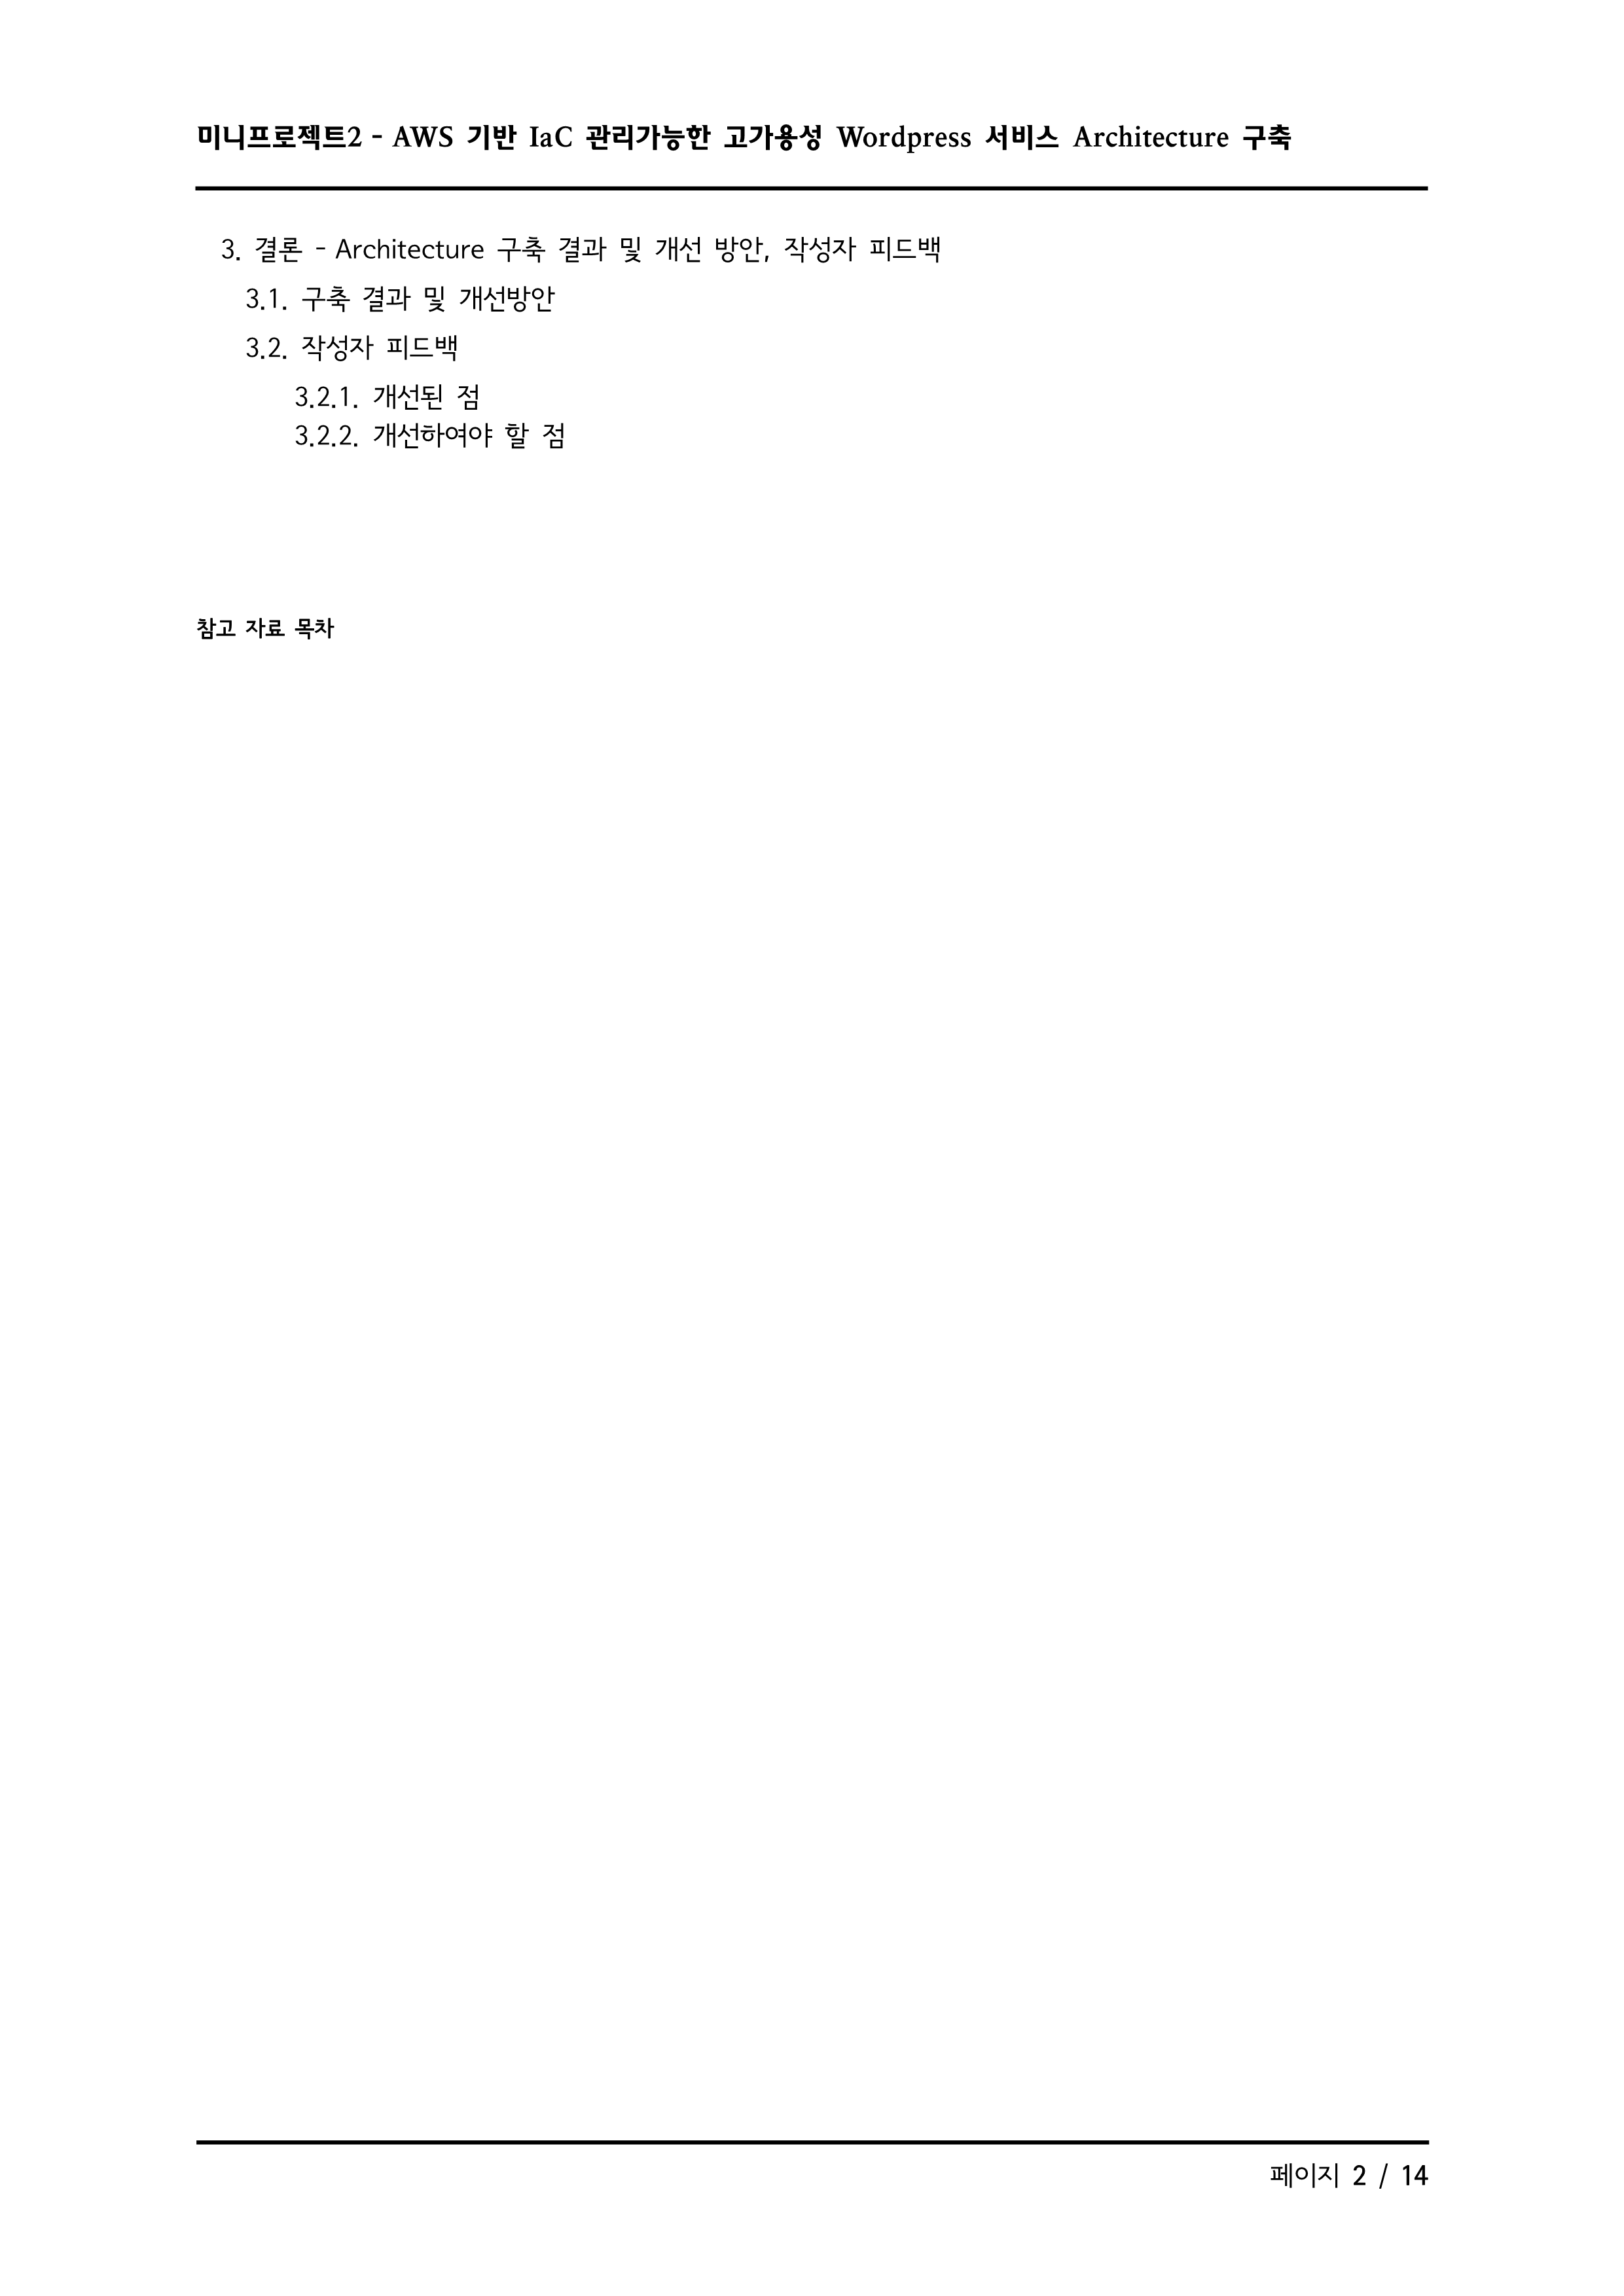 미니프로젝트2 - AWS 기반 IaC 관리가능한 고가용성 Wordpress 서비스 Architecture 구축
3. 결론 - Architecture 구축 결과 및 개선 방안, 작성자 피드백
3.1. 구축 결과 및 개선방안
3.2. 작성자 피드백
3.2.1. 개선된 점
3.2.2. 개선하여야 할 점
참고 자료 목차
페이지 2 / 14